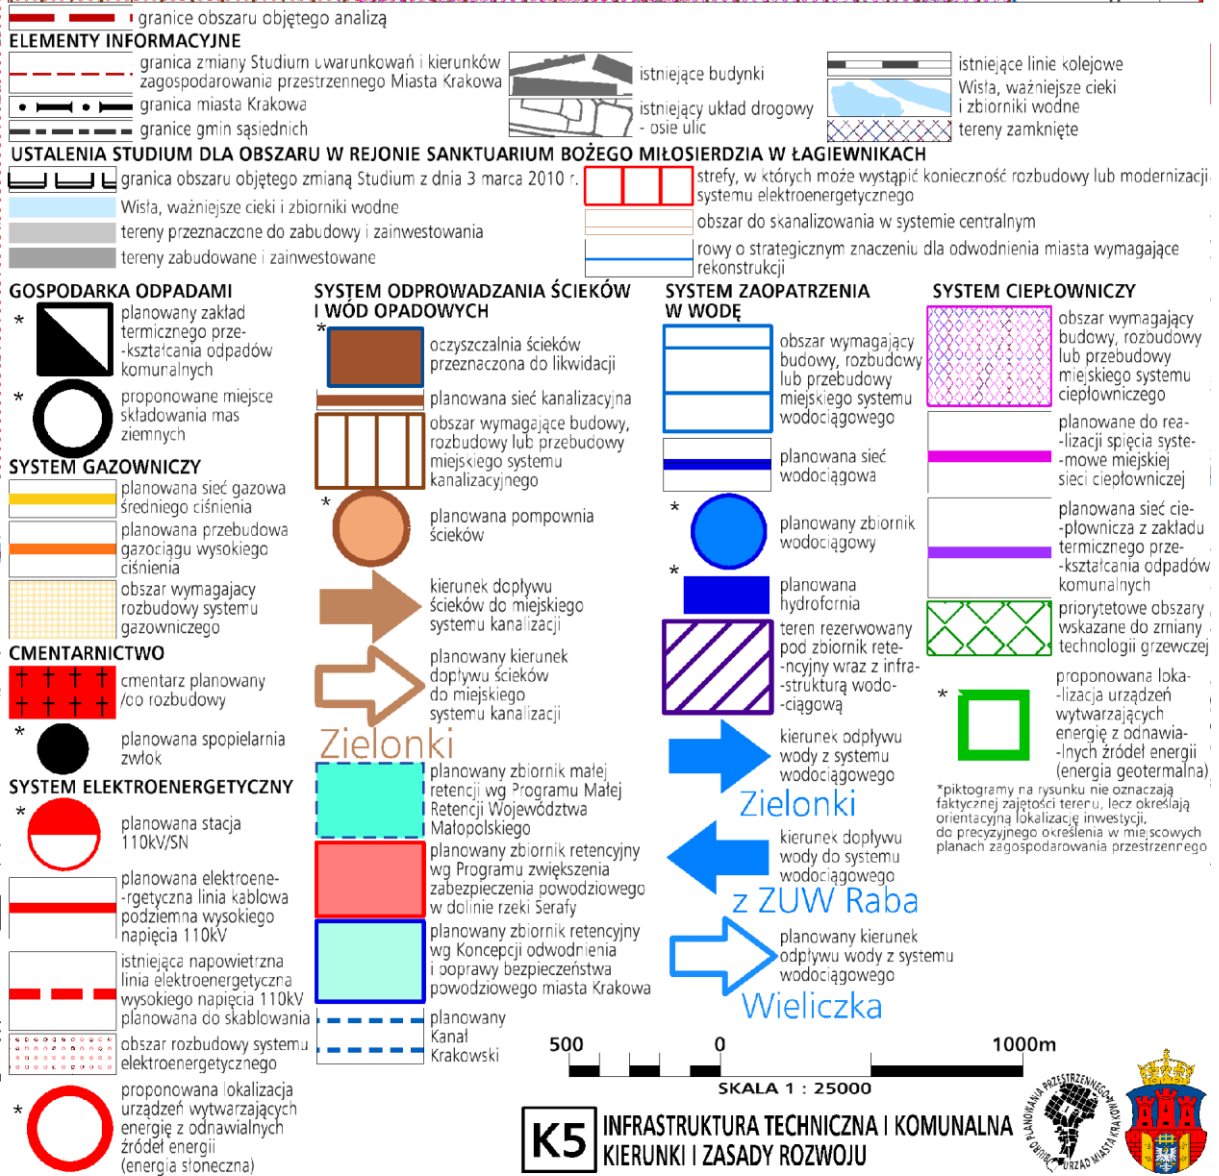 granice obszaru objętego analizą
ELEMENTY INFORMACYJNE
granica zmiany Studium uwarunkowań i kierunków
zagospodarowania przestrzennego Miasta Krakowa
granica miasta Krakowa
granice gmin sąsiednich
istniejące budynki
istniejący układ drogowy
- osie ulic
istniejące linie kolejowe
Wisła, ważniejsze cieki
i zbiorniki wodne
tereny zamknięte
USTALENIA STUDIUM DLA OBSZARU W REJONIE SANKTUARIUM BOŻEGO MIŁOSIERDZIA W ŁAGIEWNIKACH
granica obszaru objętego zmianą Studium z dnia 3 marca 2010 r.
Wisła, ważniejsze cieki i zbiorniki wodne
tereny przeznaczone do zabudowy i zainwestowania
tereny zabudowane i zainwestowane
strefy, w których może wystąpić konieczność rozbudowy lub modernizacji
systemu elektroenergetycznego
obszar do skanalizowania w systemie centralnym
rowy o strategicznym znaczeniu dla odwodnienia miasta wymagające
rekonstrukcji
GOSPODARKA ODPADAMI
*
planowany zakład
termicznego prze-
-kształcania odpadów
komunalnych
*
proponowane miejsce
składowania mas
ziemnych
SYSTEM GAZOWNICZY
planowana sieć gazowa
średniego ciśnienia
planowana przebudowa
gazociągu wysokiego
ciśnienia
obszar wymagajacy
rozbudowy systemu
gazowniczego
CMENTARNICTWO
cmentarz planowany
/do rozbudowy
*
planowana spopielarnia
zwłok
SYSTEM ELEKTROENERGETYCZNY
*
planowana stacja
110kV/SN
planowana elektroene-
-rgetyczna linia kablowa
podziemna wysokiego
napięcia 110kV
istniejąca napowietrzna
linia elektroenergetyczna
wysokiego napięcia 110kV
planowana do skablowania
obszar rozbudowy systemu
elektroenergetycznego
*
proponowana lokalizacja
urządzeń wytwarzających
energię z odnawialnych
źródeł energii
(energia słoneczna)
SYSTEM ODPROWADZANIA ŚCIEKÓW
I WÓD OPADOWYCH
*
oczyszczalnia ścieków
przeznaczona do likwidacji
planowana sieć kanalizacyjna
obszar wymagające budowy,
rozbudowy lub przebudowy
miejskiego systemu
kanalizacyjnego
*
planowana pompownia
ścieków
kierunek dopływu
ścieków do miejskiego
systemu kanalizacji
planowany kierunek
dopływu ścieków
do miejskiego
systemu kanalizacji
Zielonki
planowany zbiornik małej
retencji wg Programu Małej
Retencji Województwa
Małopolskiego
planowany zbiornik retencyjny
wg Programu zwiększenia
zabezpieczenia powodziowego
w dolinie rzeki Serafy
planowany zbiornik retencyjny
wg Koncepcji odwodnienia
i poprawy bezpieczeństwa
powodziowego miasta Krakowa
planowany
Kanał
Krakowski
SYSTEM ZAOPATRZENIA
W WODĘ
obszar wymagający
budowy, rozbudowy
lub przebudowy
miejskiego systemu
wodociągowego
planowana sieć
wodociągowa
*
planowany zbiornik
wodociągowy
*
planowana
hydrofornia
teren rezerwowany
pod zbiornik rete-
-ncyjny wraz z infra-
-strukturą wodo-
-ciągową
kierunek odpływu
wody z systemu
wodociągowego
Zielonki
kierunek dopływu
wody do systemu
wodociągowego
z ZUW Raba
planowany kierunek
odpływu wody z systemu
wodociągowego
Wieliczka
SYSTEM CIEPŁOWNICZY
obszar wymagający
budowy, rozbudowy
lub przebudowy
miejskiego systemu
ciepłowniczego
planowane do rea-
-lizacji spięcia syste-
-mowe miejskiej
sieci ciepłowniczej
planowana sieć cie-
-płownicza z zakładu
termicznego prze-
-kształcania odpadów
komunalnych
priorytetowe obszary
wskazane do zmiany
technologii grzewczej
*
proponowana loka-
-lizacja urządzeń
wytwarzających
energię z odnawia-
-lnych źródeł energii
(energia geotermalna)
*piktogramy na rysunku nie oznaczają
faktycznej zajętości terenu, lecz określają
orientacyjną lokalizację inwestycji,
do precyzyjnego określenia w miejscowych
planach zagospodarowania przestrzennego
500 0 1000m
SKALA 1 : 25000
K5
INFRASTRUKTURA TECHNICZNA I KOMUNALNA
KIERUNKI I ZASADY ROZWOJU
BIURO PLANOWANIA PRZESTRZENNEGO
URZĄD MIASTA KRAKOWA